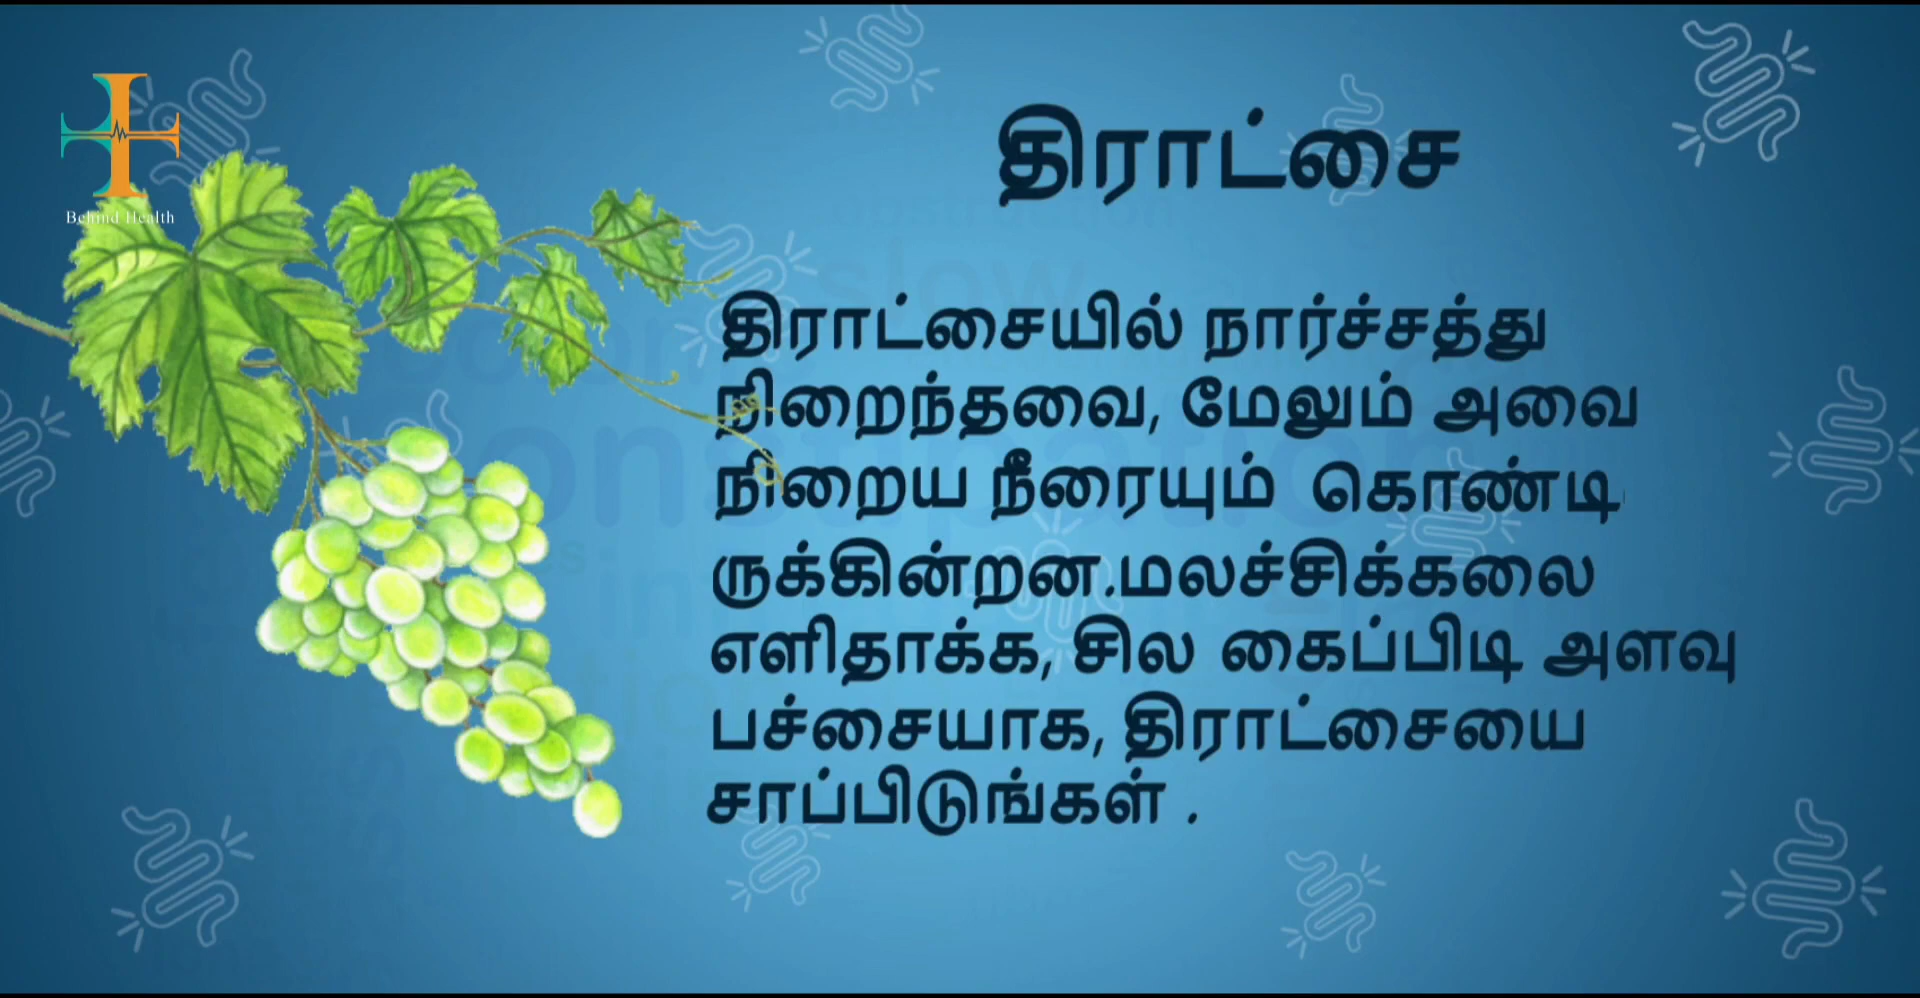 Behind Health
திராட்சை
திராட்சையில் நார்ச்சத்து
நிறைந்தவை, மேலும் அவை
நிறைய நீரையும் கொண்டி
ருக்கின்றன.மலச்சிக்கலை
எளிதாக்க, சில கைப்பிடி அளவு
பச்சையாக, திராட்சையை
சாப்பிடுங்கள் .